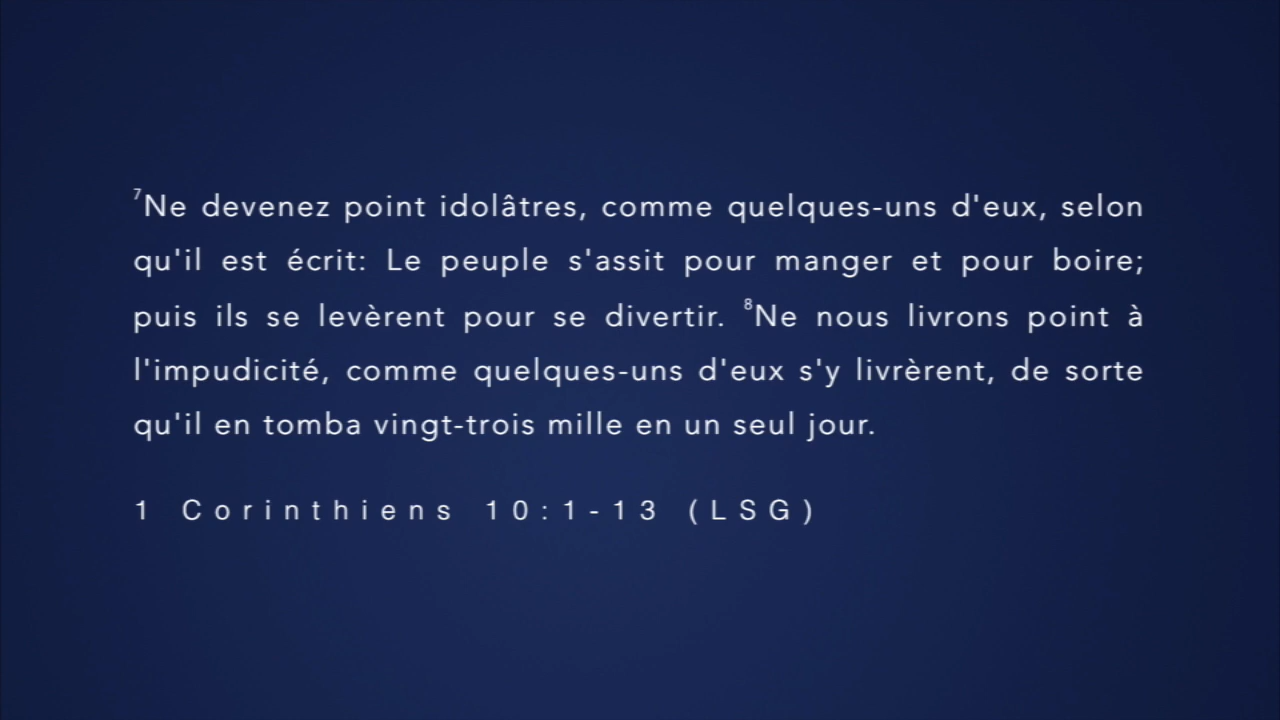 ⁷Ne devenez point idolâtres, comme quelques-uns d'eux, selon
qu'il est écrit: Le peuple s'assit pour manger et pour boire;
puis ils se levèrent pour se divertir. ⁸Ne nous livrons point à
l'impudicité, comme quelques-uns d'eux s'y livrèrent, de sorte
qu'il en tomba vingt-trois mille en un seul jour.
1 Corinthiens 10:1-13 (LSG)